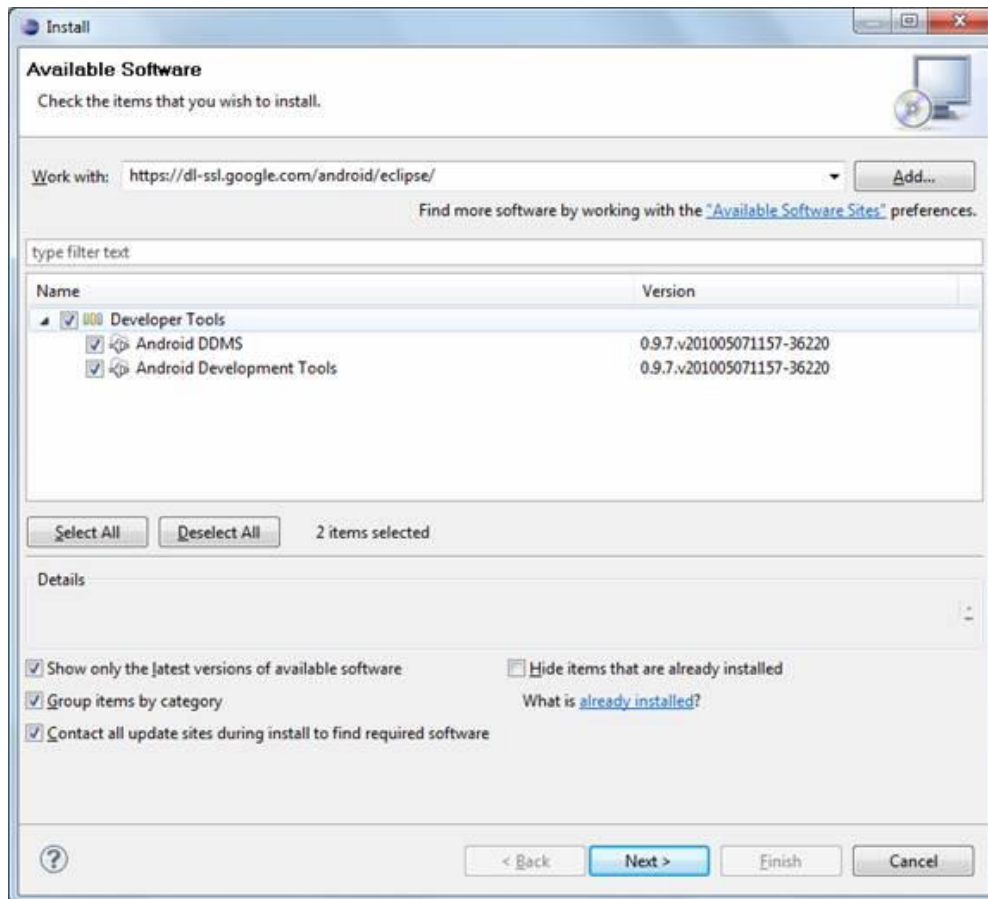 Install
Available Software
Check the items that you wish to install.
Work with: https://dl-ssl.google.com/android/eclipse/ Add...
Find more software by working with the "Available Software Sites" preferences.
type filter text
Name Version
Developer Tools
Android DDMS 0.9.7.v201005071157-36220
Android Development Tools 0.9.7.v201005071157-36220
Select All Deselect All 2 items selected
Details
Show only the latest versions of available software Hide items that are already installed
Group items by category What is already installed?
Contact all update sites during install to find required software
? < Back Next > Finish Cancel